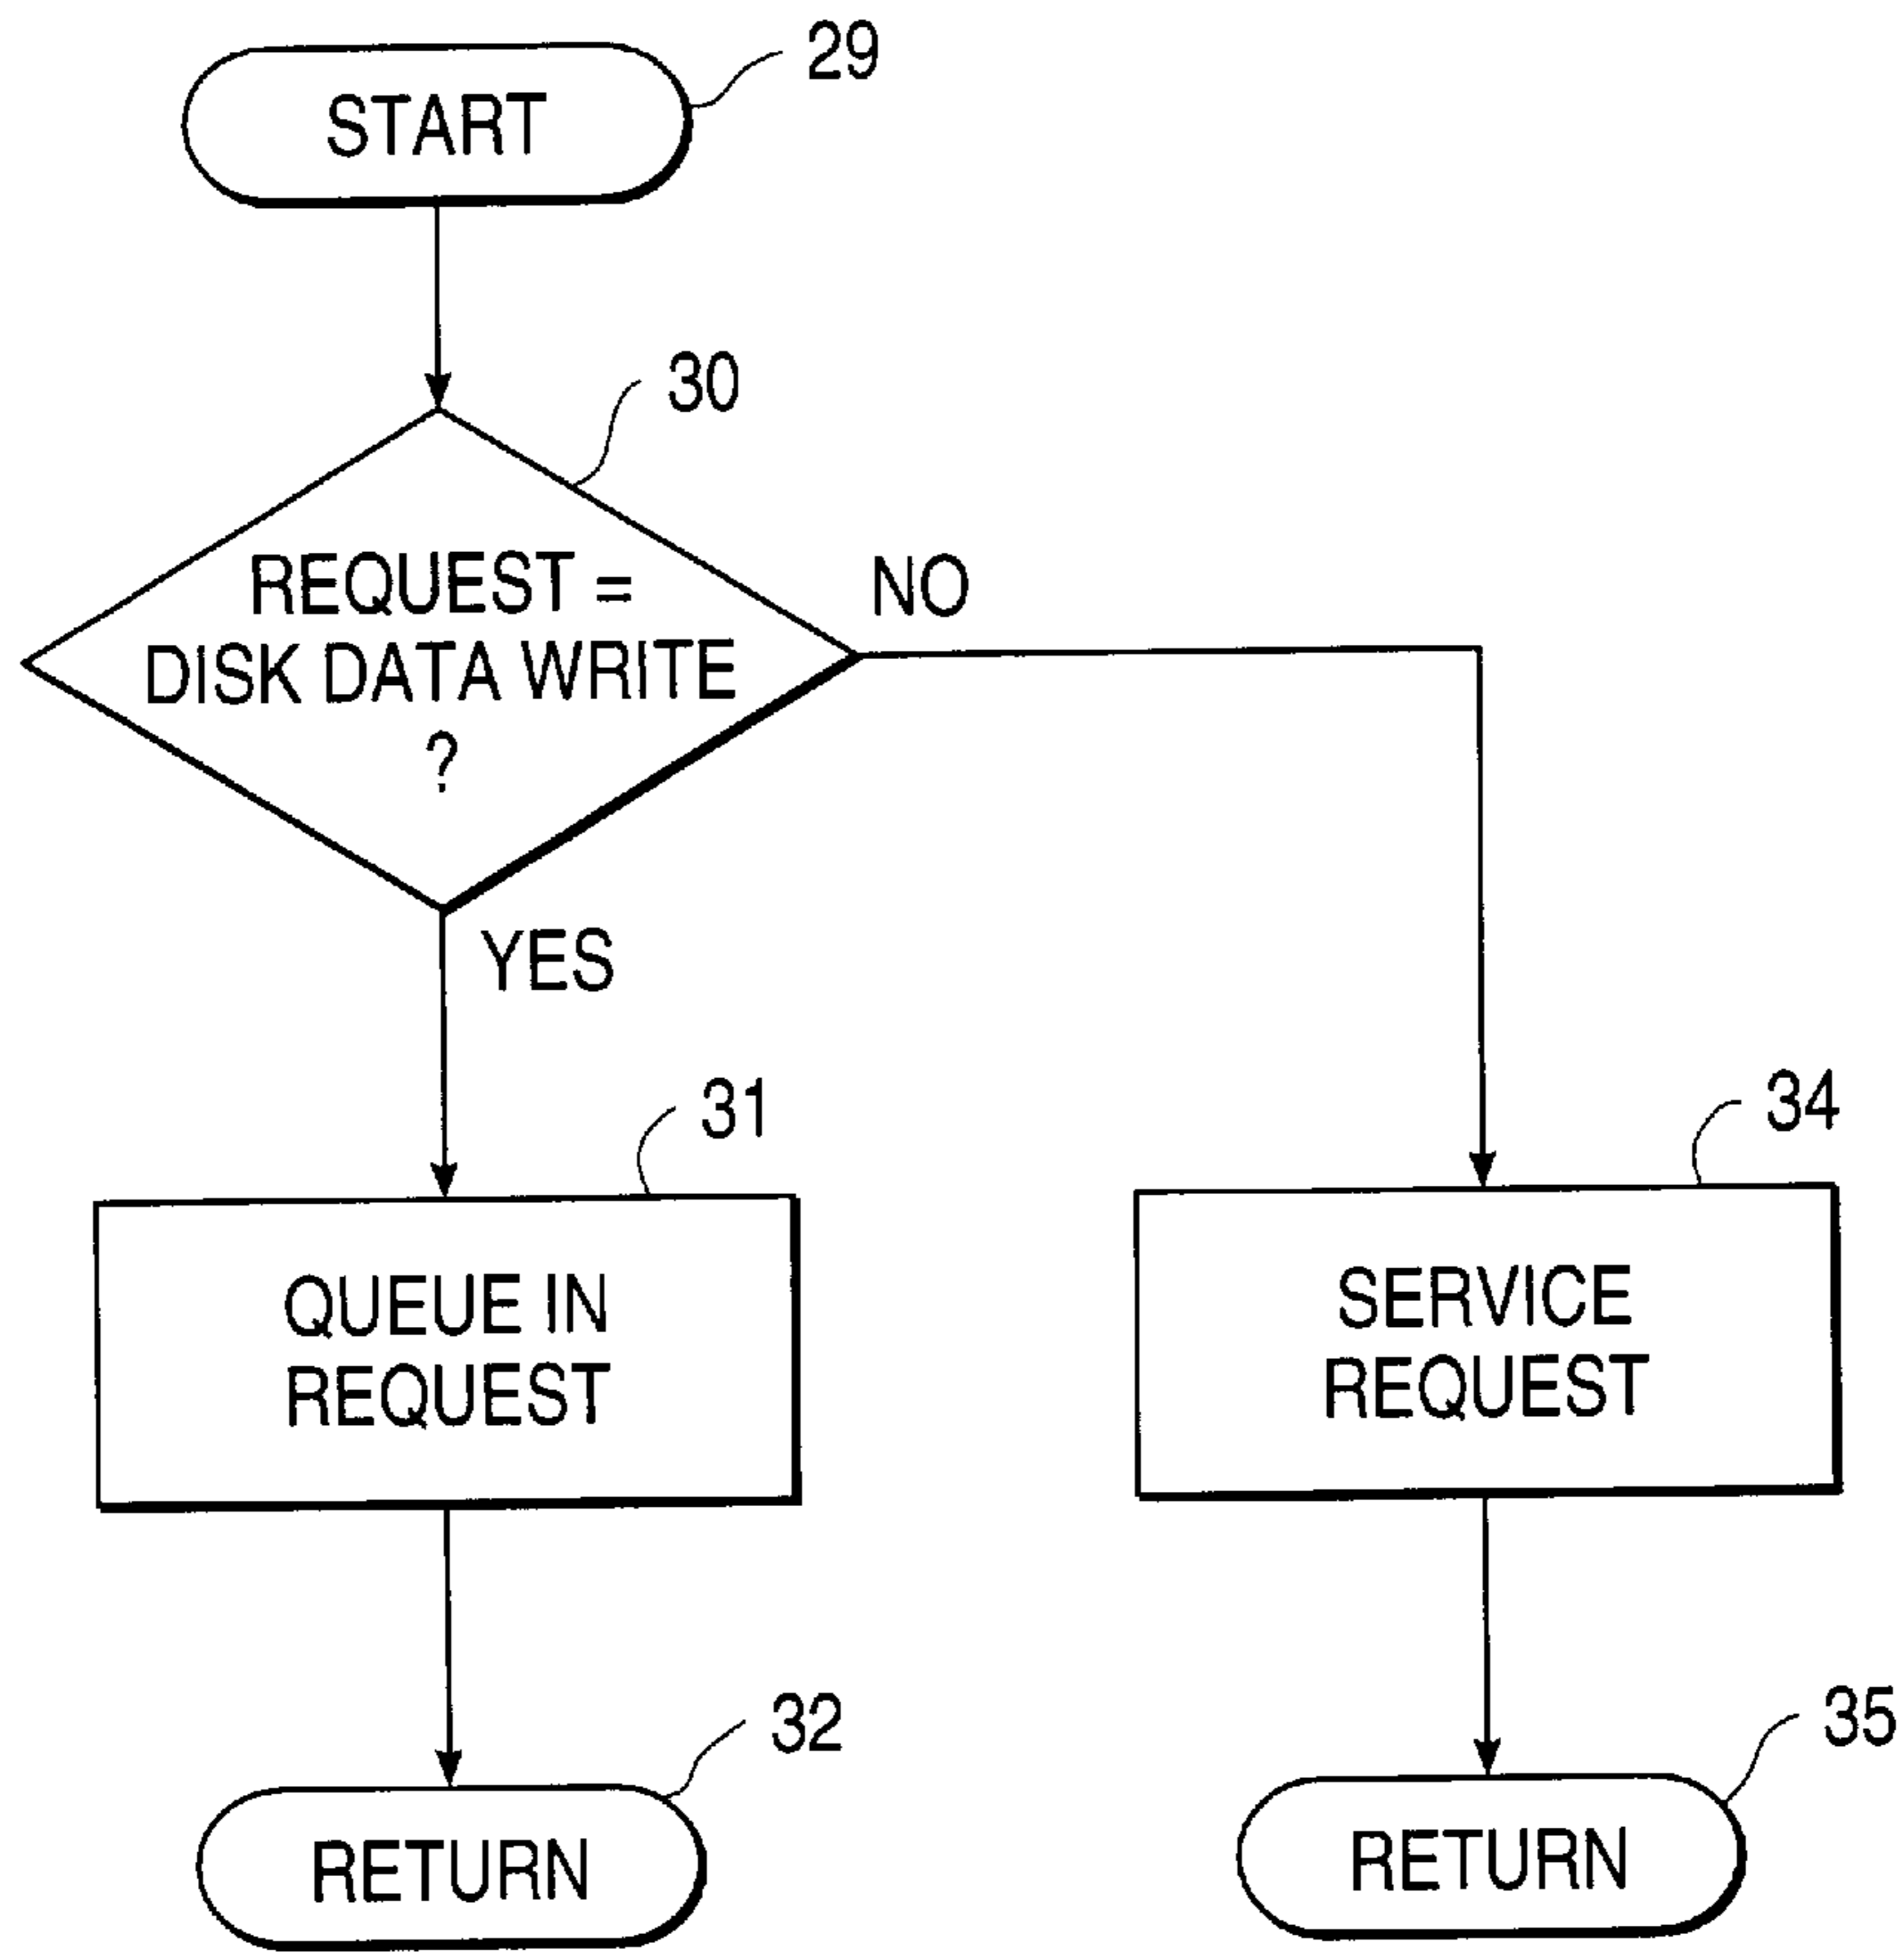 29
START
30
REQUEST =
DISK DATA WRITE
?
NO
YES
31
QUEUE IN
REQUEST
34
SERVICE
REQUEST
32
RETURN
35
RETURN